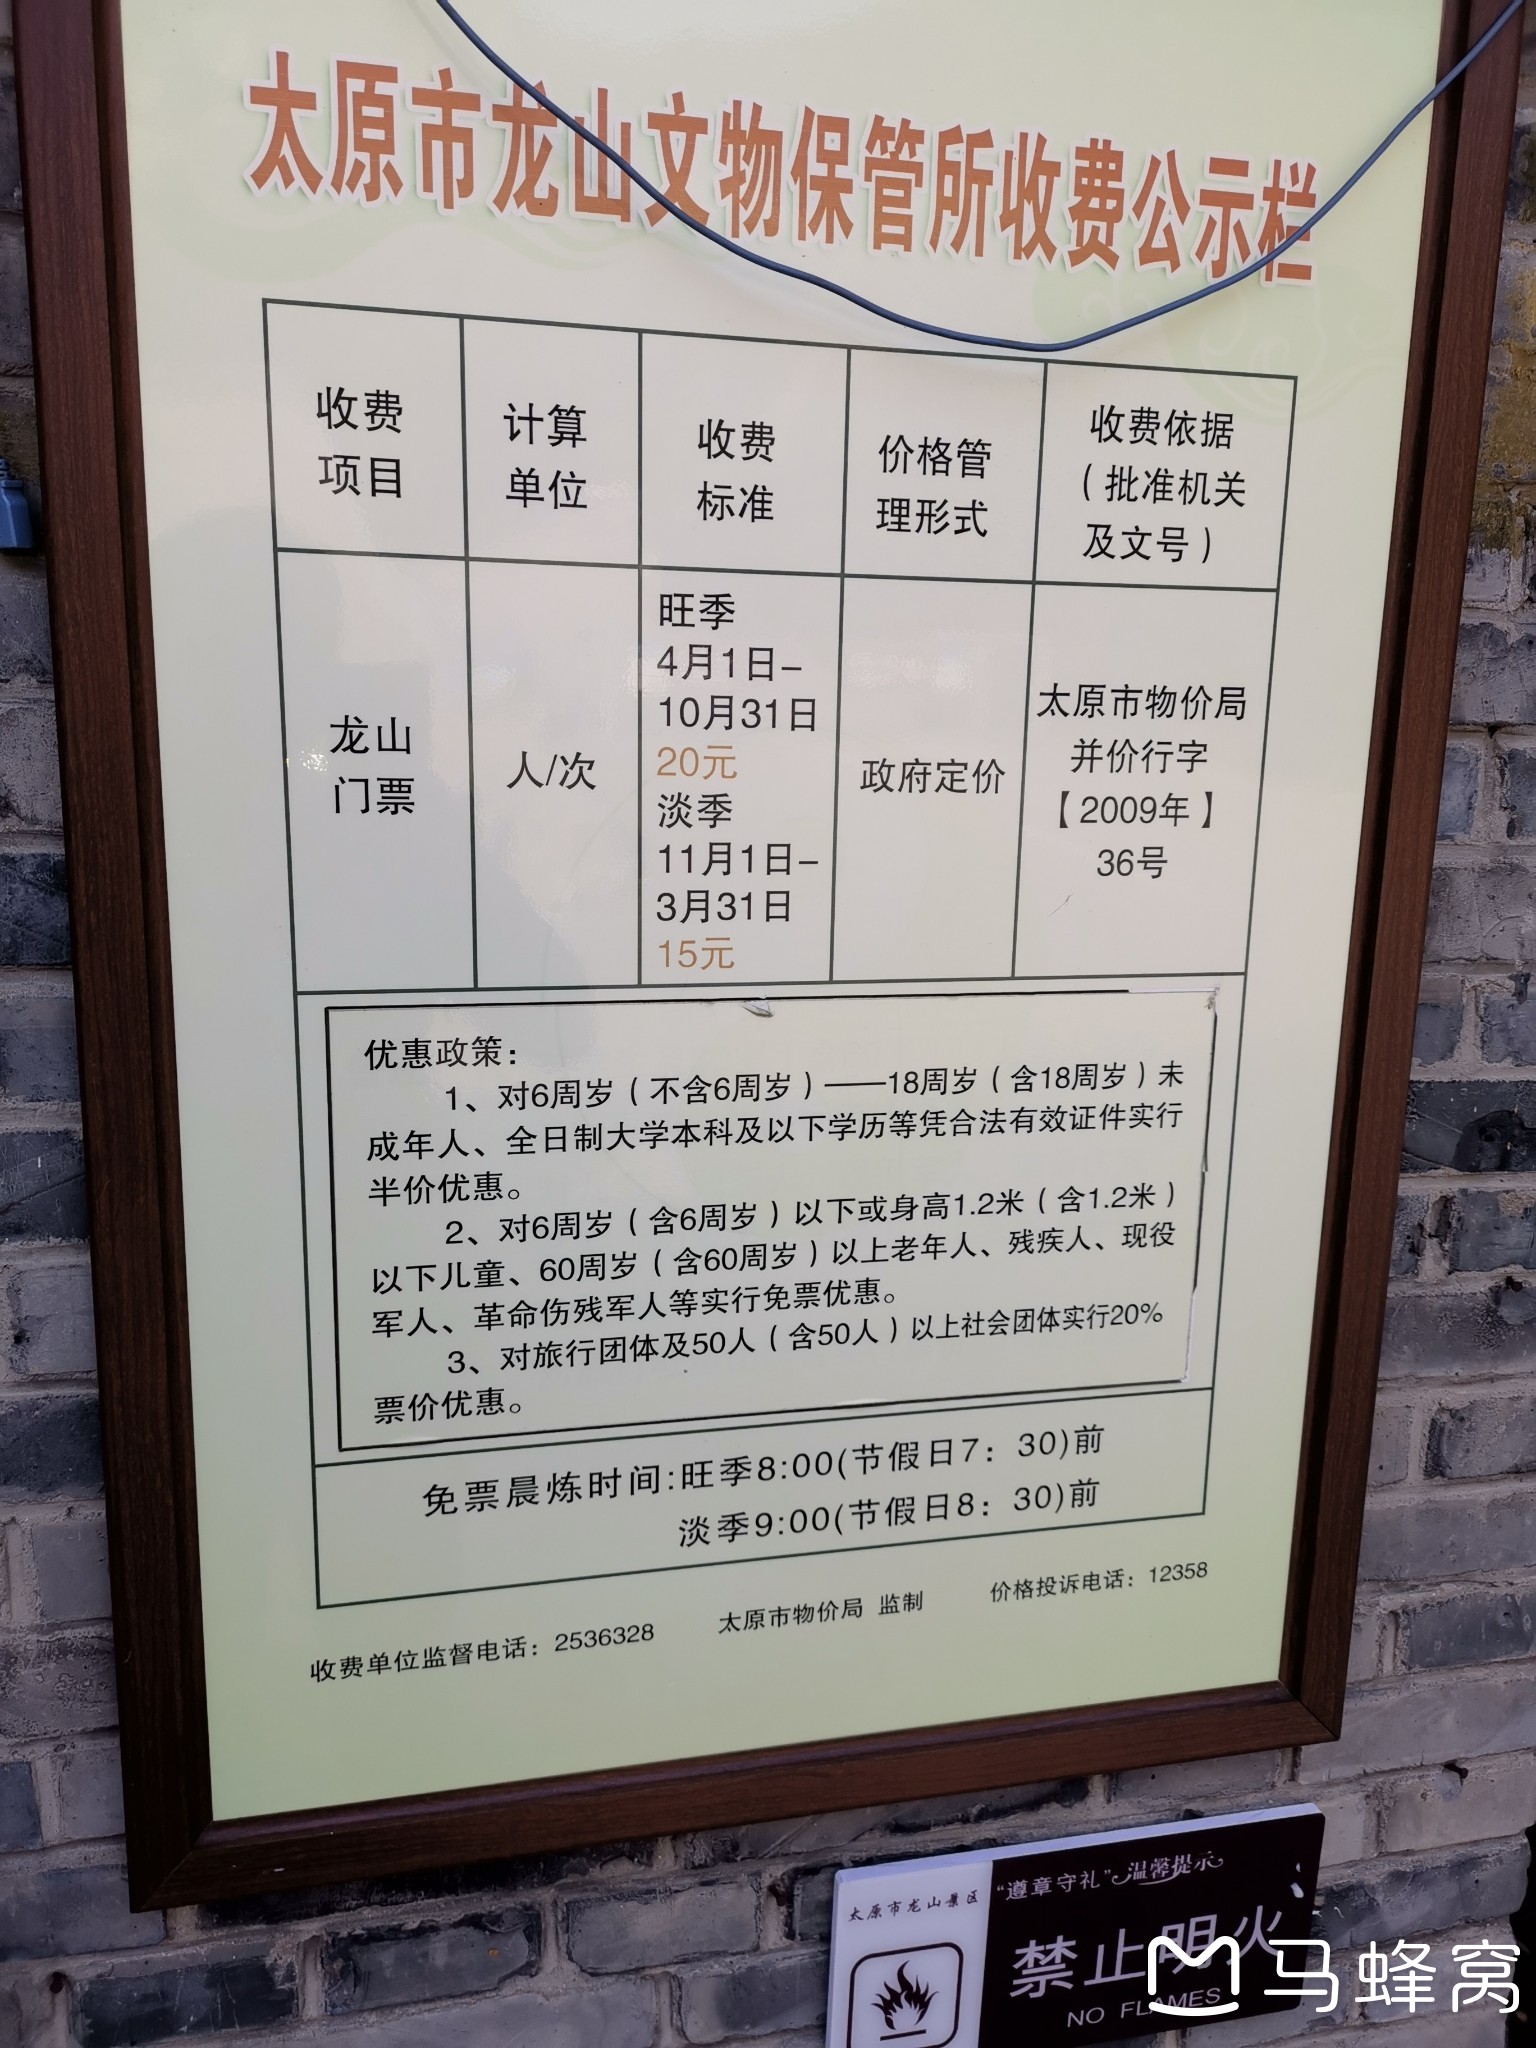 太原市龙山文物保管所收费公示栏
收费
项目
计算
单位
收费
标准
价格管
理形式
收费依据
（批准机关
及文号）
龙山
门票
人/次
旺季
4月1日-
10月31日
20元
淡季
11月1日-
3月31日
15元
政府定价
太原市物价局
并价行字
【2009年】
36号
优惠政策：
1、对6周岁（不含6周岁）——18周岁（含18周岁）未
成年人、全日制大学本科及以下学历等凭合法有效证件实行
半价优惠。
2、对6周岁（含6周岁）以下或身高1.2米（含1.2米）
以下儿童、60周岁（含60周岁）以上老年人、残疾人、现役
军人、革命伤残军人等实行免票优惠。
3、对旅行团体及50人（含50人）以上社会团体实行20%
票价优惠。
免票晨炼时间:旺季8:00(节假日7：30)前
淡季9:00(节假日8：30)前
收费单位监督电话：2536328 太原市物价局 监制 价格投诉电话：12358
太原市龙山景区
“遵章守礼”温馨提示
禁止明火
NO FLAMES
马蜂窝